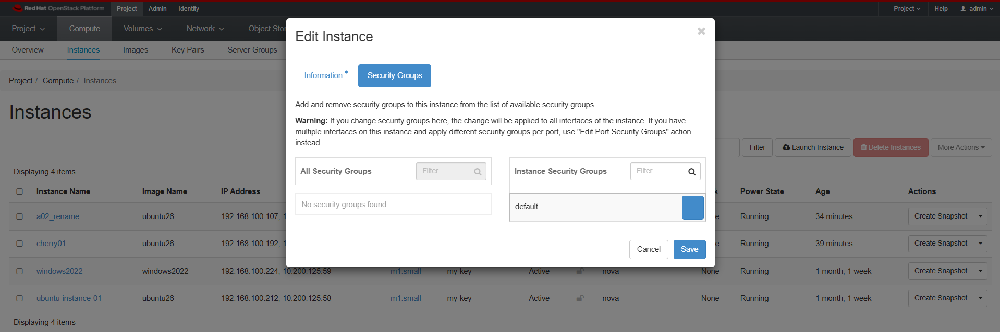 Red Hat OpenStack Platform Project Admin Identity Project Help admin
Project Compute Volumes Network Object Stor
Overview Instances Images Key Pairs Server Groups
Project / Compute / Instances
Instances
Filter Launch Instance Delete Instances More Actions
Displaying 4 items
Instance Name Image Name IP Address Power State Age Actions
a02_rename ubuntu26 192.168.100.107, Running 34 minutes Create Snapshot
cherry01 ubuntu26 192.168.100.192, Running 39 minutes Create Snapshot
windows2022 windows2022 192.168.100.224, 10.200.125.59 m1.small my-key Active nova None Running 1 month, 1 week Create Snapshot
ubuntu-instance-01 ubuntu26 192.168.100.212, 10.200.125.58 m1.small my-key Active nova None Running 1 month, 1 week Create Snapshot
Displaying 4 items
Edit Instance
Information * Security Groups
Add and remove security groups to this instance from the list of available security groups.
Warning: If you change security groups here, the change will be applied to all interfaces of the instance. If you have
multiple interfaces on this instance and apply different security groups per port, use "Edit Port Security Groups" action
instead.
All Security Groups Filter Instance Security Groups Filter
No security groups found. default -
Cancel Save